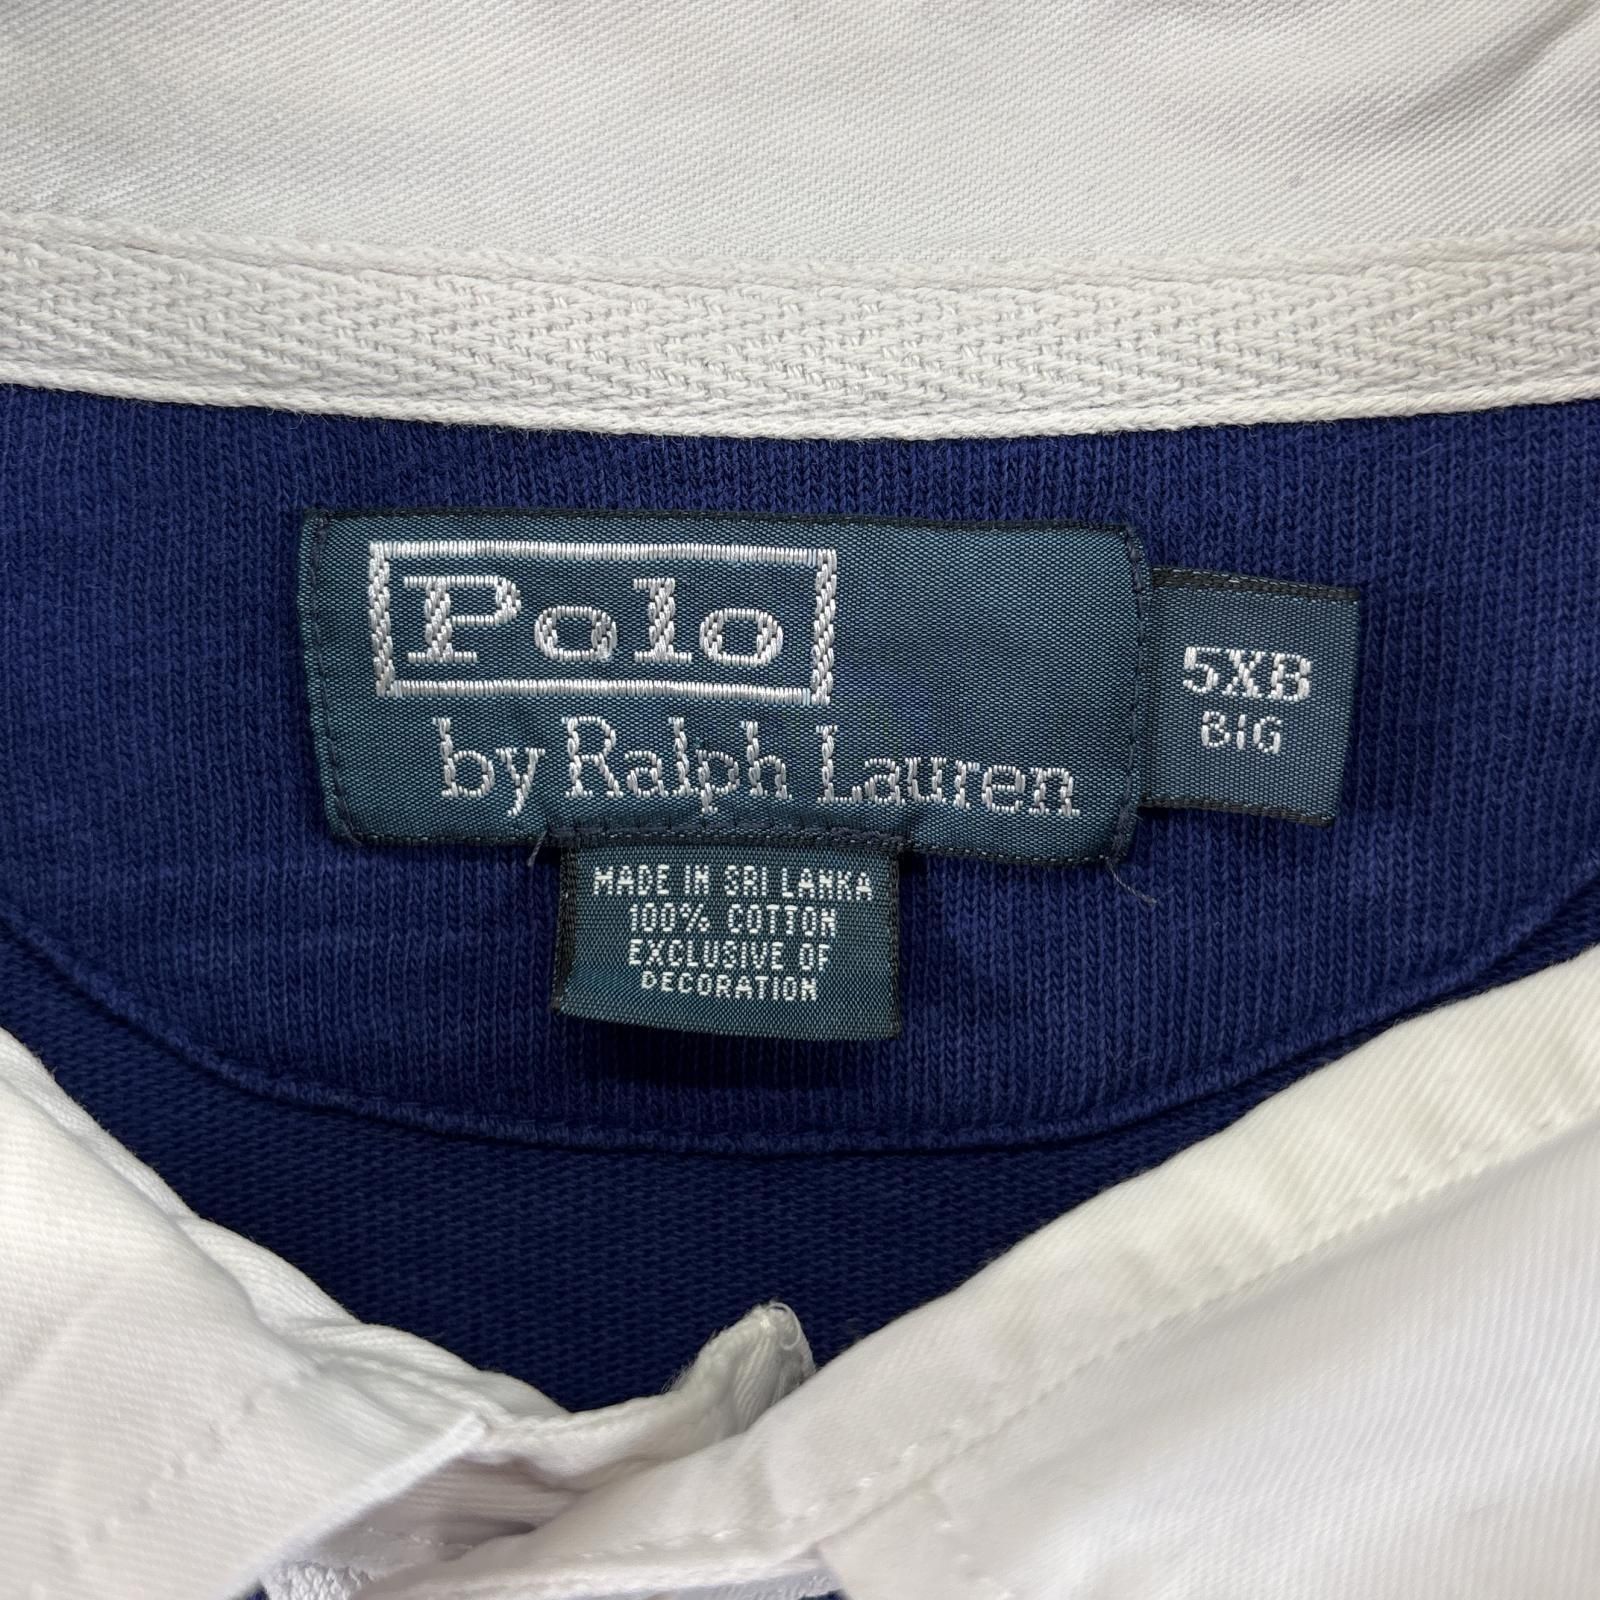 Polo
by Ralph Lauren
5XB
BIG
MADE IN SRI LANKA
100% COTTON
EXCLUSIVE OF
DECORATION